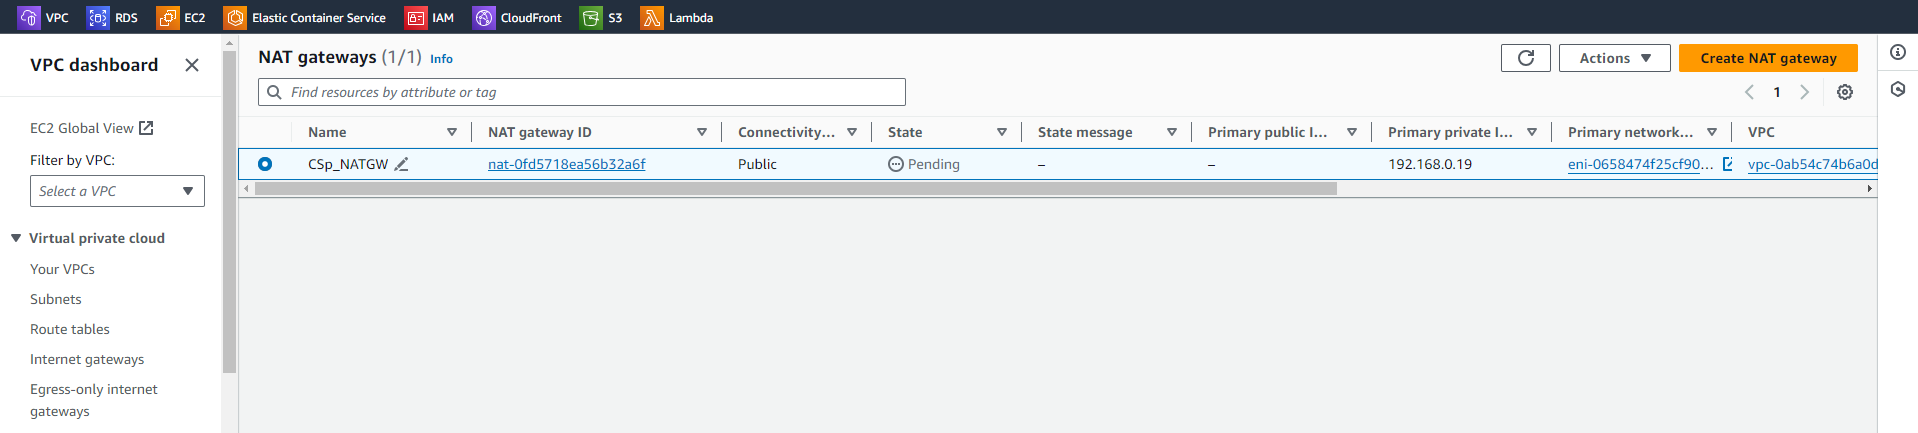 VPC RDS EC2 Elastic Container Service IAM CloudFront S3 Lambda
VPC dashboard
EC2 Global View
Filter by VPC:
Select a VPC
Virtual private cloud
Your VPCs
Subnets
Route tables
Internet gateways
Egress-only internet
gateways
NAT gateways (1/1) Info
Actions
Create NAT gateway
Find resources by attribute or tag
1
Name NAT gateway ID Connectivity... State State message Primary public I... Primary private I... Primary network... VPC
CSp_NATGW nat-0fd5718ea56b32a6f Public Pending – – 192.168.0.19 eni-0658474f25cf90... vpc-0ab54c74b6a0d